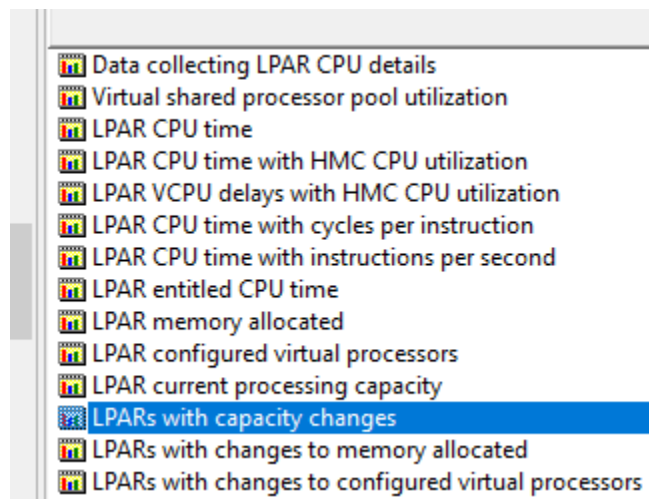 Data collecting LPAR CPU details
Virtual shared processor pool utilization
LPAR CPU time
LPAR CPU time with HMC CPU utilization
LPAR VCPU delays with HMC CPU utilization
LPAR CPU time with cycles per instruction
LPAR CPU time with instructions per second
LPAR entitled CPU time
LPAR memory allocated
LPAR configured virtual processors
LPAR current processing capacity
LPARs with capacity changes
LPARs with changes to memory allocated
LPARs with changes to configured virtual processors